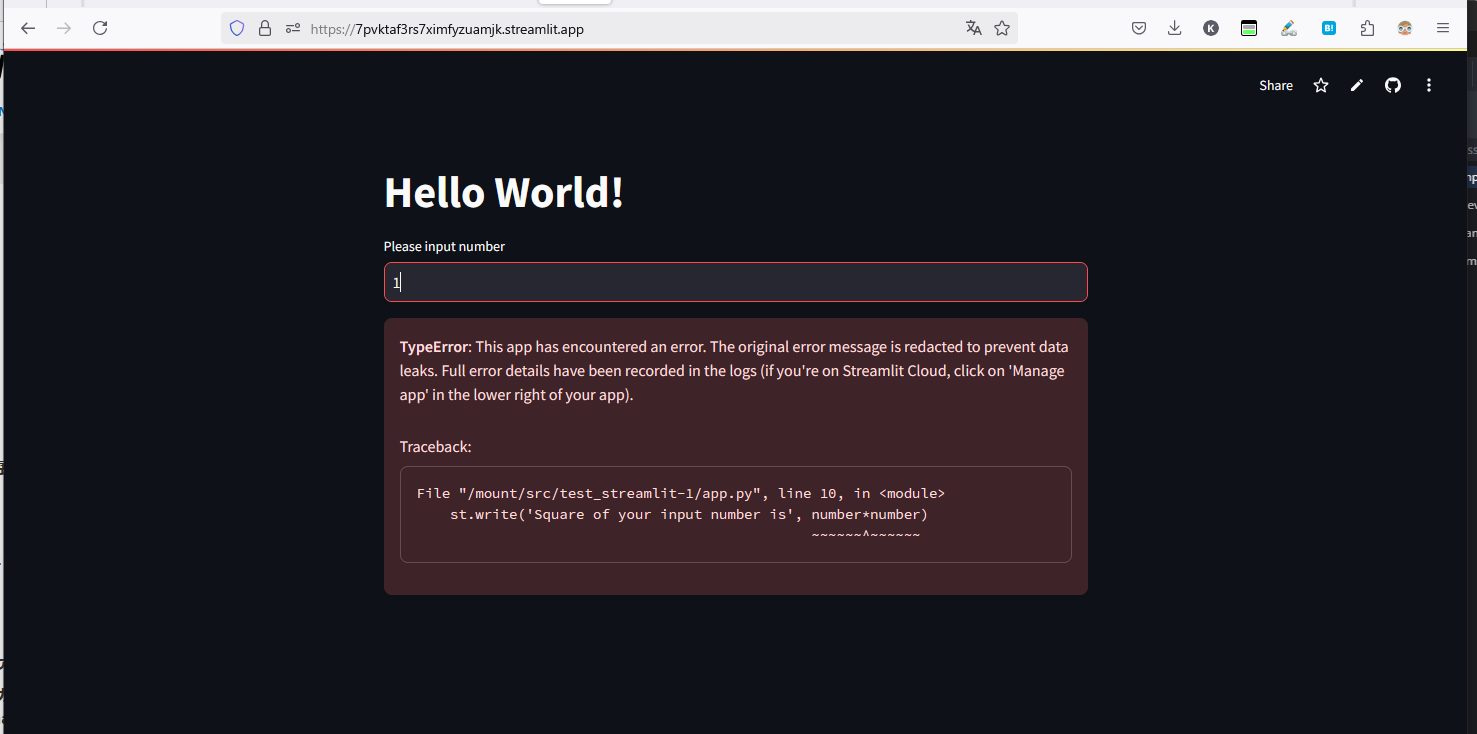 https://7pvktaf3rs7ximfyzuamjk.streamlit.app
K
B!
Share
Hello World!
Please input number
1
TypeError: This app has encountered an error. The original error message is redacted to prevent data
leaks. Full error details have been recorded in the logs (if you're on Streamlit Cloud, click on 'Manage
app' in the lower right of your app).
Traceback:
File "/mount/src/test_streamlit-1/app.py", line 10, in <module>
st.write('Square of your input number is', number*number)
~~~~~~^~~~~~~